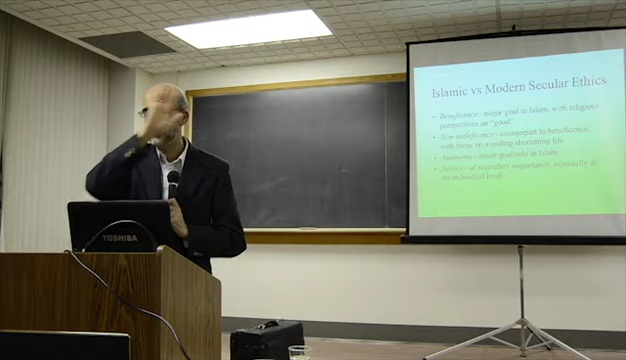 Islamic vs Modern Secular Ethics
• Beneficence - major goal in Islam, with religious
perspectives on "good"
• Non-maleficence - counterpart to beneficence,
with focus on avoiding shortening life
• Autonomy - lesser goal/role in Islam
• Justice - of secondary importance, especially at
the individual level
TOSHIBA